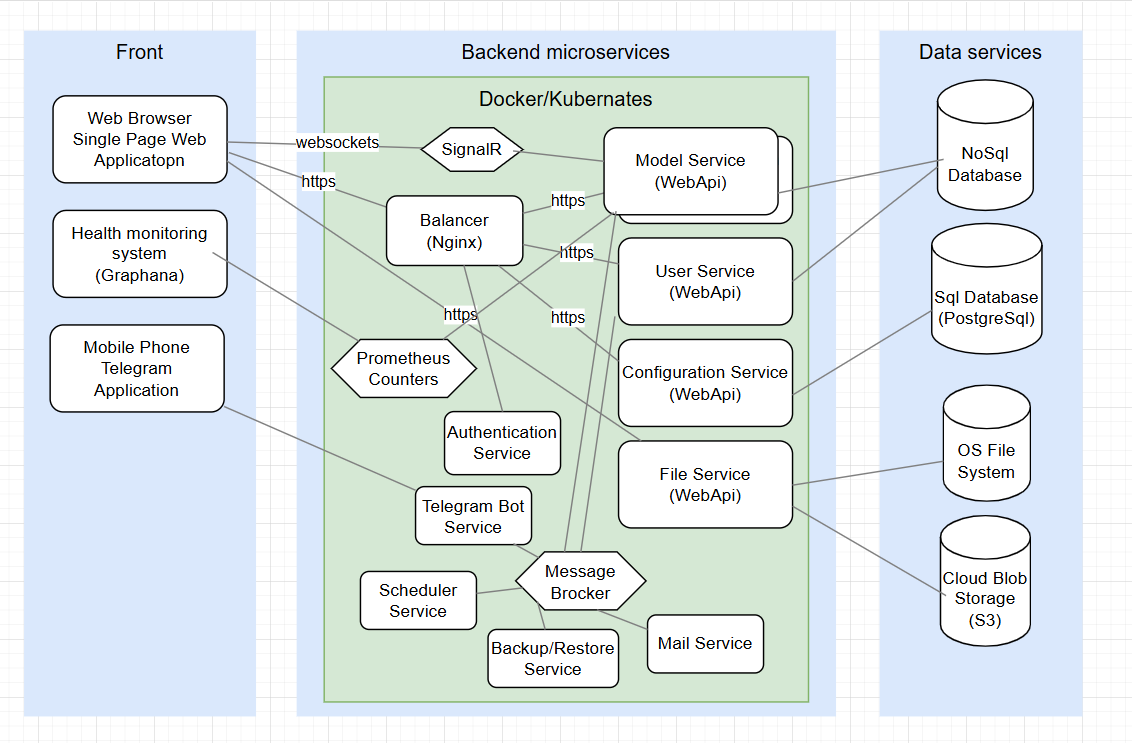 Front
Web Browser
Single Page Web
Applicatopn
Health monitoring
system
(Graphana)
Mobile Phone
Telegram
Application
Backend microservices
Docker/Kubernates
websockets
https
SignalR
Balancer
(Nginx)
https
https
https
https
Prometheus
Counters
Authentication
Service
Telegram Bot
Service
Scheduler
Service
Message
Brocker
Backup/Restore
Service
Mail Service
Model Service
(WebApi)
User Service
(WebApi)
Configuration Service
(WebApi)
File Service
(WebApi)
Data services
NoSql
Database
Sql Database
(PostgreSql)
OS File
System
Cloud Blob
Storage
(S3)